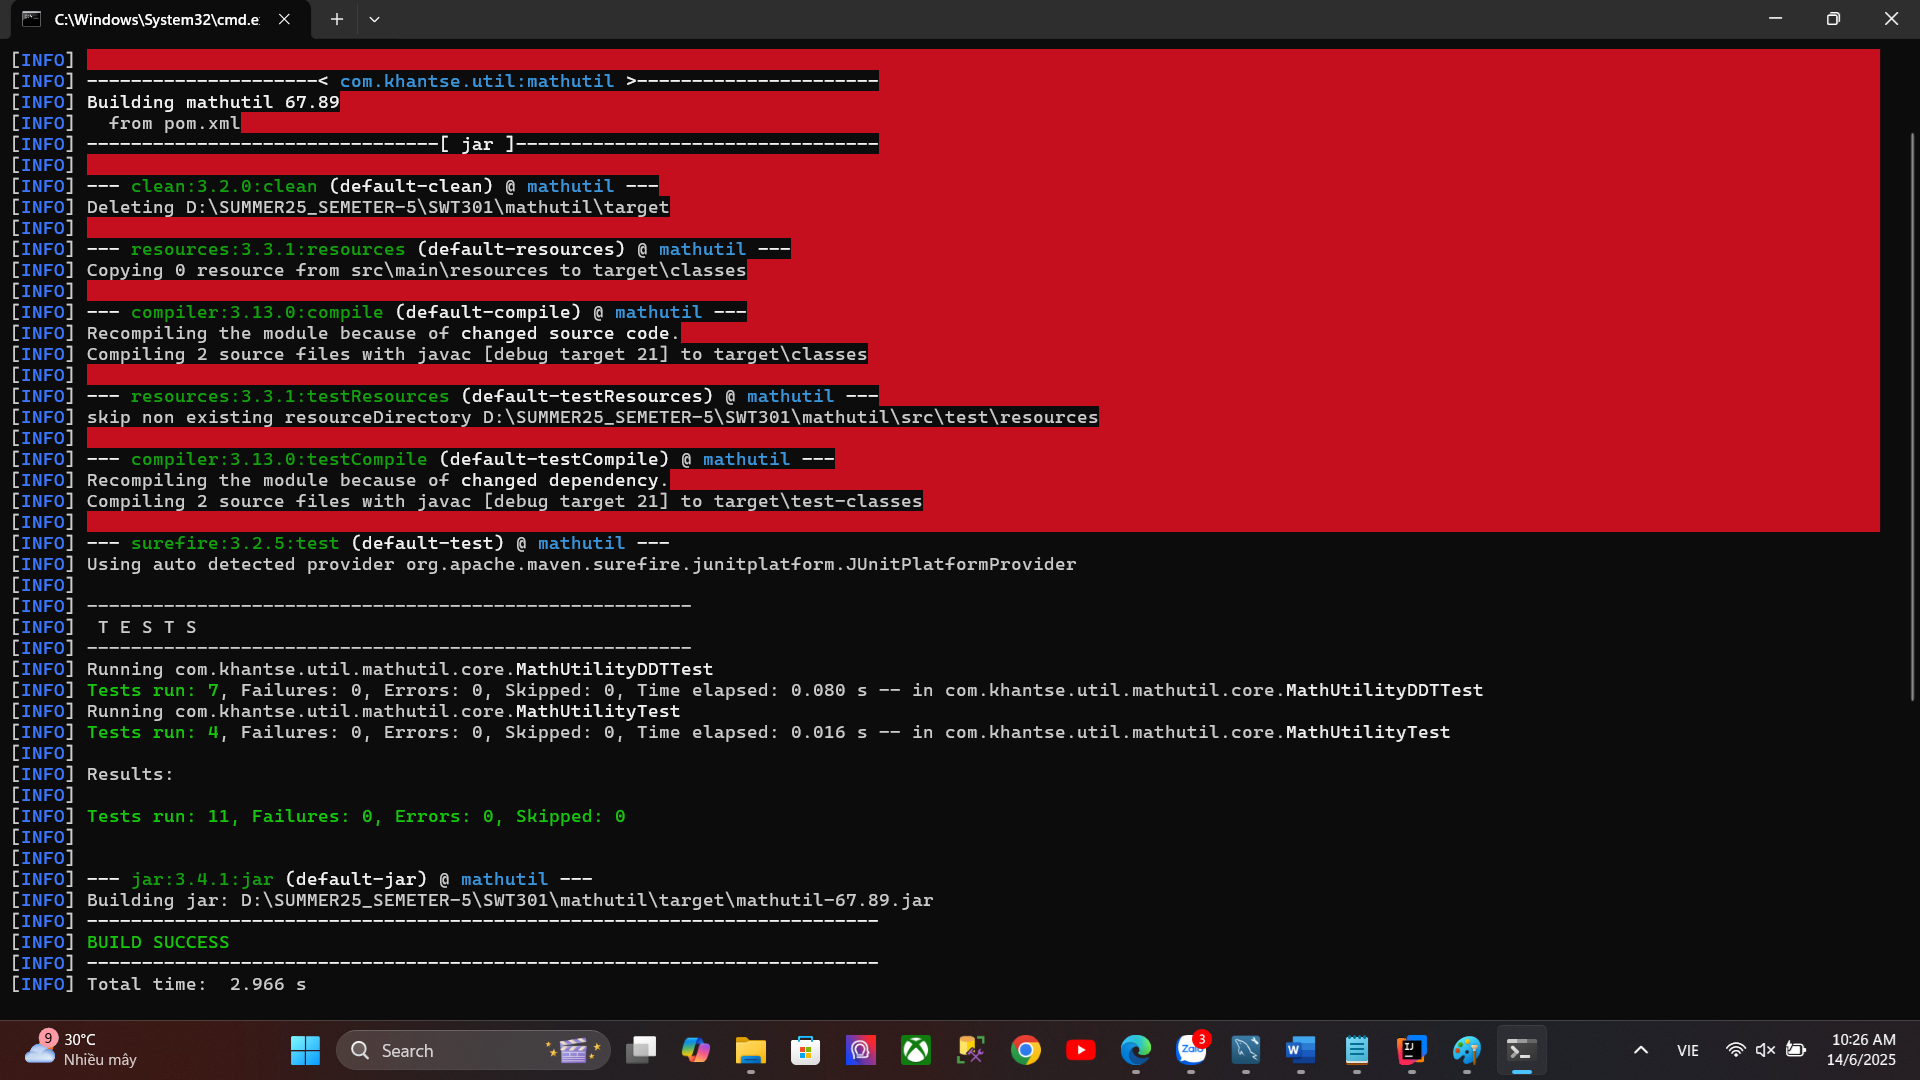 C:\Windows\System32\cmd.e
[INFO]
[INFO] ---------------------< com.khantse.util:mathutil >----------------------
[INFO] Building mathutil 67.89
[INFO]   from pom.xml
[INFO] --------------------------------[ jar ]---------------------------------
[INFO]
[INFO] --- clean:3.2.0:clean (default-clean) @ mathutil ---
[INFO] Deleting D:\SUMMER25_SEMETER-5\SWT301\mathutil\target
[INFO]
[INFO] --- resources:3.3.1:resources (default-resources) @ mathutil ---
[INFO] Copying 0 resource from src\main\resources to target\classes
[INFO]
[INFO] --- compiler:3.13.0:compile (default-compile) @ mathutil ---
[INFO] Recompiling the module because of changed source code.
[INFO] Compiling 2 source files with javac [debug target 21] to target\classes
[INFO]
[INFO] --- resources:3.3.1:testResources (default-testResources) @ mathutil ---
[INFO] skip non existing resourceDirectory D:\SUMMER25_SEMETER-5\SWT301\mathutil\src\test\resources
[INFO]
[INFO] --- compiler:3.13.0:testCompile (default-testCompile) @ mathutil ---
[INFO] Recompiling the module because of changed dependency.
[INFO] Compiling 2 source files with javac [debug target 21] to target\test-classes
[INFO]
[INFO] --- surefire:3.2.5:test (default-test) @ mathutil ---
[INFO] Using auto detected provider org.apache.maven.surefire.junitplatform.JUnitPlatformProvider
[INFO]
[INFO] -------------------------------------------------------
[INFO]  T E S T S
[INFO] -------------------------------------------------------
[INFO] Running com.khantse.util.mathutil.core.MathUtilityDDTTest
[INFO] Tests run: 7, Failures: 0, Errors: 0, Skipped: 0, Time elapsed: 0.080 s -- in com.khantse.util.mathutil.core.MathUtilityDDTTest
[INFO] Running com.khantse.util.mathutil.core.MathUtilityTest
[INFO] Tests run: 4, Failures: 0, Errors: 0, Skipped: 0, Time elapsed: 0.016 s -- in com.khantse.util.mathutil.core.MathUtilityTest
[INFO]
[INFO] Results:
[INFO]
[INFO] Tests run: 11, Failures: 0, Errors: 0, Skipped: 0
[INFO]
[INFO]
[INFO] --- jar:3.4.1:jar (default-jar) @ mathutil ---
[INFO] Building jar: D:\SUMMER25_SEMETER-5\SWT301\mathutil\target\mathutil-67.89.jar
[INFO] ------------------------------------------------------------------------
[INFO] BUILD SUCCESS
[INFO] ------------------------------------------------------------------------
[INFO] Total time:  2.966 s
9
30°C
Nhiều mây
Search
Zalo
3
W
IJ
VIE
10:26 AM
14/6/2025